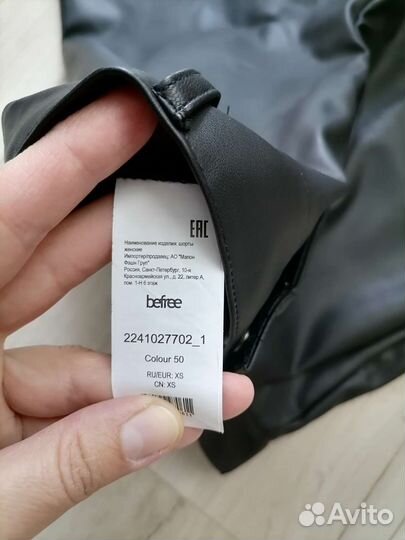 EAC
Наименование изделия: шорты
женские
Импортер/продавец: АО "Мэлон
Фэшн Груп"
Россия, Санкт-Петербург, 10-я
Красноармейская ул., д. 22, литер А,
пом. 1-Н 6 этаж
befree
2241027702_1
Colour 50
RU/EUR: XS
CN: XS
Avito